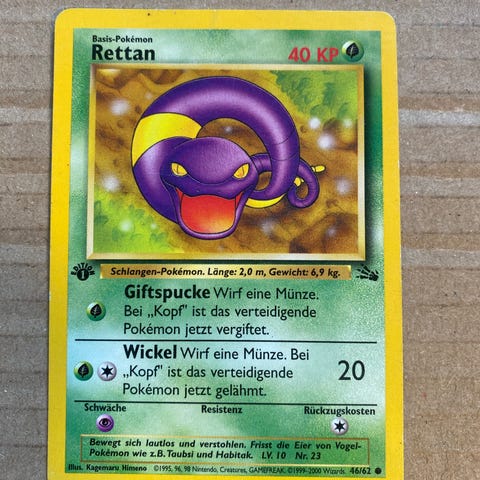 Basis-Pokémon
Rettan 40 KP
EDITION 1
Schlangen-Pokémon. Länge: 2,0 m, Gewicht: 6,9 kg.
Giftspucke Wirf eine Münze.
Bei „Kopf" ist das verteidigende
Pokémon jetzt vergiftet.
Wickel Wirf eine Münze. Bei
„Kopf" ist das verteidigende 20
Pokémon jetzt gelähmt.
Schwäche Resistenz Rückzugskosten
Bewegt sich lautlos und verstohlen. Frisst die Eier von Vogel-
Pokémon wie z.B. Taubsi und Habitak. LV. 10 Nr. 23
Illus. Kagemaru Himeno ©1995, 96, 98 Nintendo, Creatures, GAMEFREAK. ©1999-2000 Wizards. 46/62